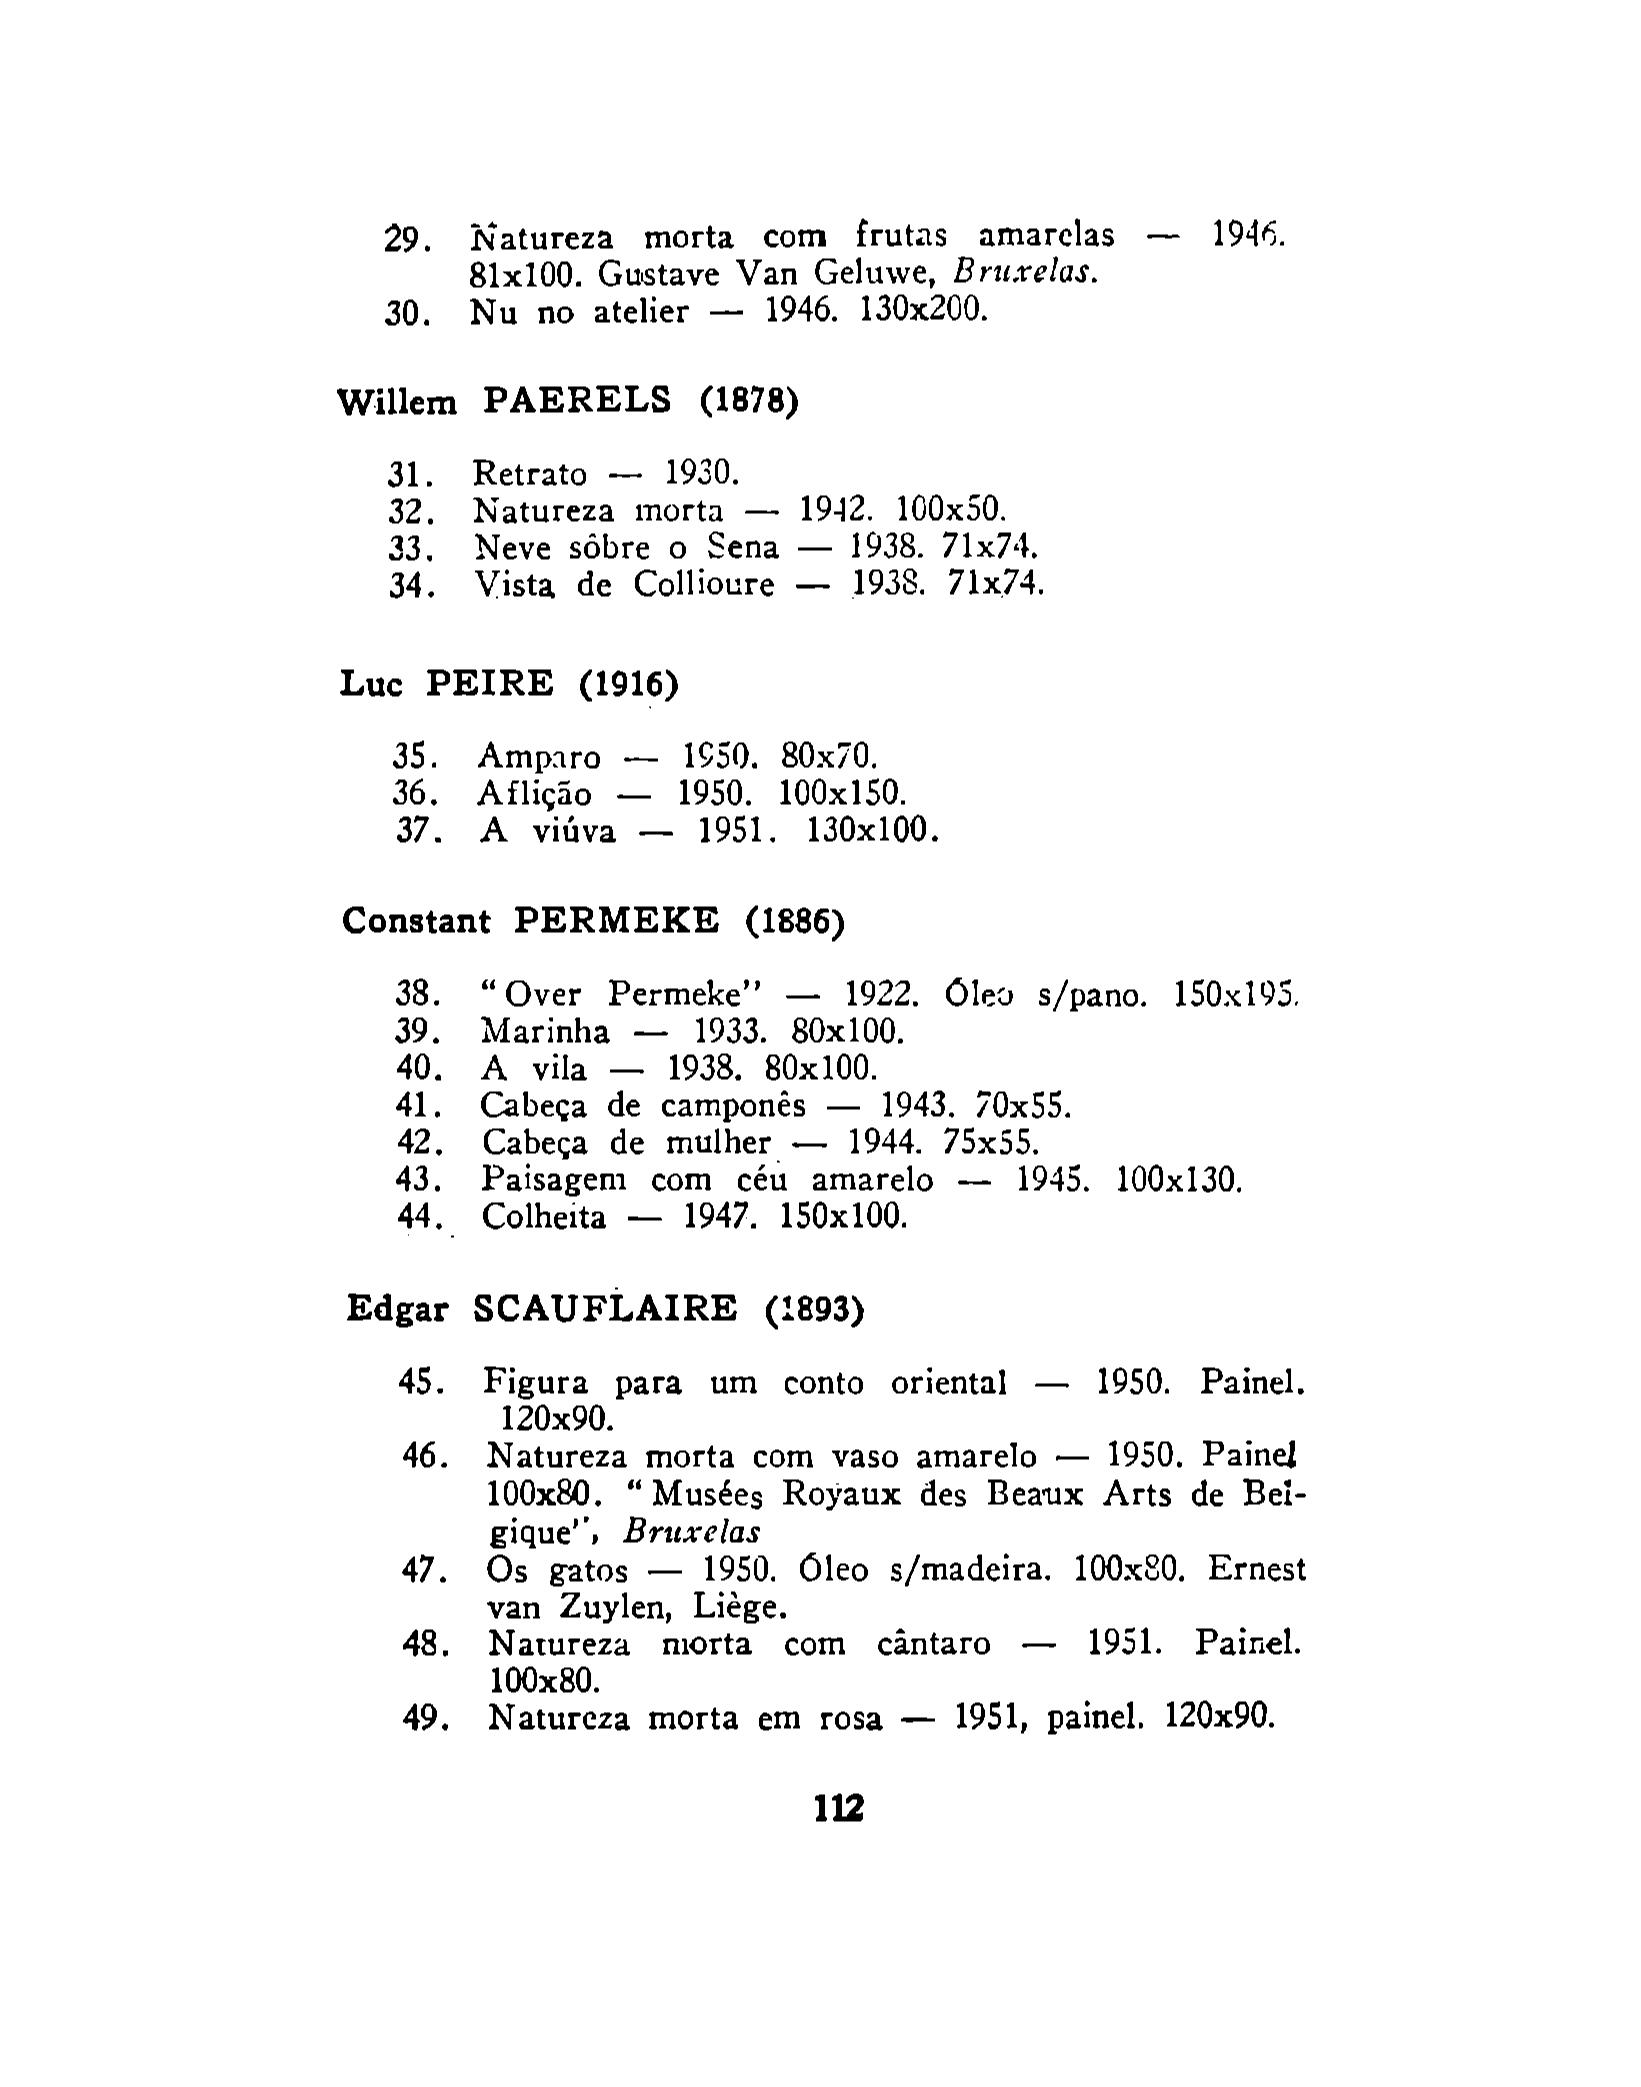 29. Natureza morta com frutas amarelas — 1946.
81x100. Gustave Van Geluwe, Bruxelas.
30. Nu no atelier — 1946. 130x200.
Willem PAERELS (1878)
31. Retrato — 1930.
32. Natureza morta — 1942. 100x50.
33. Neve sôbre o Sena — 1938. 71x74.
34. Vista de Collioure — 1938. 71x74.
Luc PEIRE (1916)
35. Amparo — 1950. 80x70.
36. Aflição — 1950. 100x150.
37. A viúva — 1951. 130x100.
Constant PERMEKE (1886)
38. "Over Permeke" — 1922. Óleo s/pano. 150x195.
39. Marinha — 1933. 80x100.
40. A vila — 1938. 80x100.
41. Cabeça de camponês — 1943. 70x55.
42. Cabeça de mulher — 1944. 75x55.
43. Paisagem com céu amarelo — 1945. 100x130.
44. Colheita — 1947. 150x100.
Edgar SCAUFLAIRE (1893)
45. Figura para um conto oriental — 1950. Painel.
120x90.
46. Natureza morta com vaso amarelo — 1950. Painel
100x80. "Musées Royaux des Beaux Arts de Bel-
gique", Bruxelas
47. Os gatos — 1950. Óleo s/madeira. 100x80. Ernest
van Zuylen, Liège.
48. Natureza morta com cântaro — 1951. Painel.
100x80.
49. Natureza morta em rosa — 1951, painel. 120x90.
112